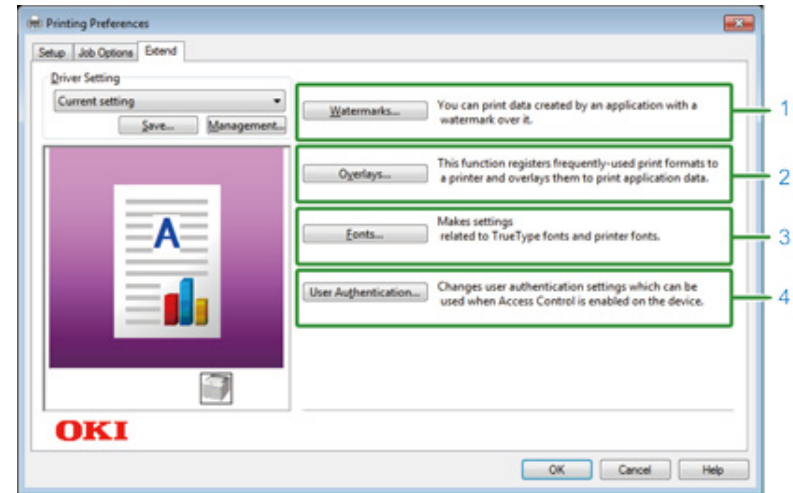 Printing Preferences
Setup Job Options Extend
Driver Setting
Current setting
Save... Management...
Watermarks...
You can print data created by an application with a
watermark over it.
1
Overlays...
This function registers frequently-used print formats to
a printer and overlays them to print application data.
2
Fonts...
Makes settings
related to TrueType fonts and printer fonts.
3
User Authentication...
Changes user authentication settings which can be
used when Access Control is enabled on the device.
4
A
OKI
OK Cancel Help